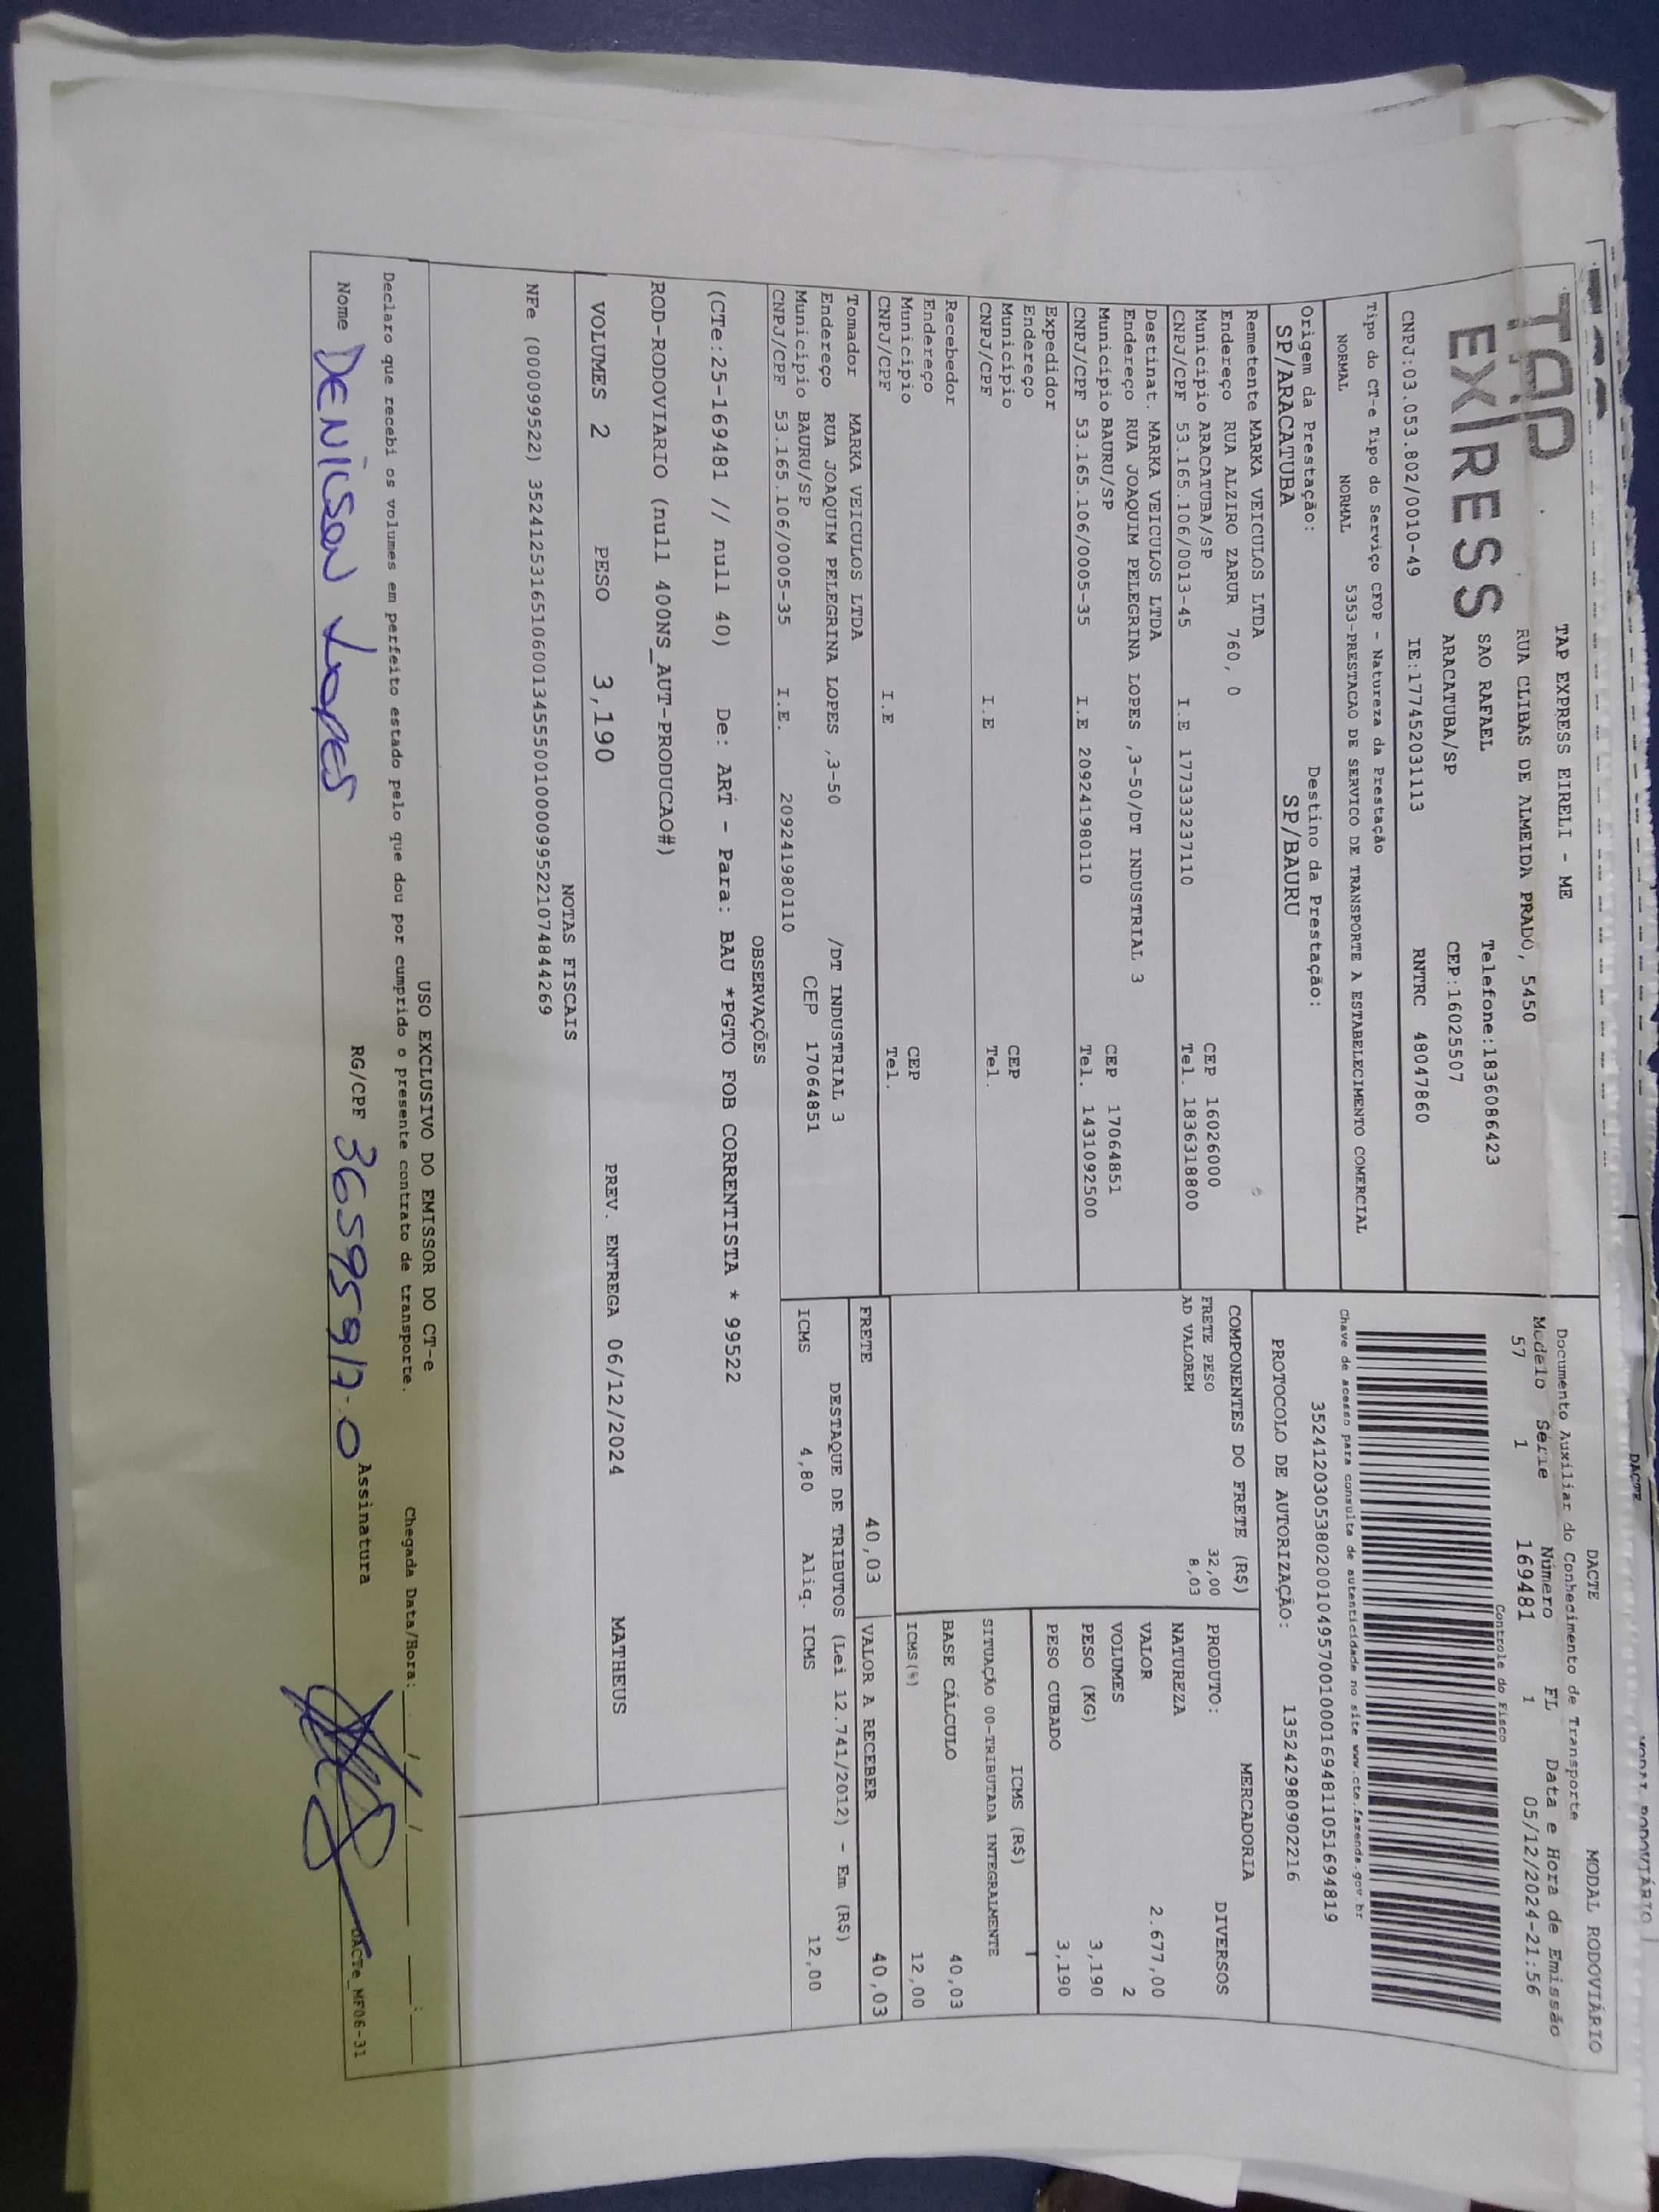 TAP
EXPRESS
TAP EXPRESS EIRELI - ME
RUA CLIBAS DE ALMEIDA PRADO, 5450
SAO RAFAEL Telefone:1836086423
ARACATUBA/SP CEP:16025507
CNPJ:03.053.802/0010-49 IE:177452031113 RNTRC 48047860
Tipo do CT-e Tipo do Serviço CFOP - Natureza da Prestação
NORMAL NORMAL 5353-PRESTACAO DE SERVICO DE TRANSPORTE A ESTABELECIMENTO COMERCIAL
Origem da Prestação: Destino da Prestação:
SP/ARACATUBA SP/BAURU
Remetente MARKA VEICULOS LTDA
Endereço RUA ALZIRO ZARUR 760, 0
Município ARACATUBA/SP CEP 16026000
CNPJ/CPF 53.165.106/0013-45 I.E 177333237110 Tel. 1836318800
Destinat. MARKA VEICULOS LTDA
Endereço RUA JOAQUIM PELEGRINA LOPES ,3-50/DT INDUSTRIAL 3
Município BAURU/SP CEP 17064851
CNPJ/CPF 53.165.106/0005-35 I.E 209241980110 Tel. 1431092500
Expedidor
Endereço
Município CEP
CNPJ/CPF I.E Tel.
Recebedor
Endereço
Município CEP
CNPJ/CPF I.E Tel.
Tomador MARKA VEICULOS LTDA
Endereço RUA JOAQUIM PELEGRINA LOPES ,3-50 /DT INDUSTRIAL 3
Município BAURU/SP CEP 17064851
CNPJ/CPF 53.165.106/0005-35 I.E. 209241980110
DACTE
DACTE MODAL RODOVIÁRIO
Documento Auxiliar do Conhecimento de Transporte
Modelo Série Número FL Data e Hora de Emissão
57 1 169481 1 05/12/2024-21:56
Controle do Fisco
Chave de acesso para consulta de autenticidade no site www.cte.fazenda.gov.br
35241203053802001049570010001694811051694819
PROTOCOLO DE AUTORIZAÇÃO: 135242980902216
COMPONENTES DO FRETE (R$)
FRETE PESO 32,00
AD VALOREM 8,03
MERCADORIA
PRODUTO: DIVERSOS
NATUREZA
VALOR 2.677,00
VOLUMES 2
PESO (KG) 3,190
PESO CUBADO 3,190
ICMS (R$)
SITUAÇÃO 00-TRIBUTADA INTEGRALMENTE
BASE CÁLCULO 40,03
ICMS(%) 12,00
FRETE 40,03 VALOR A RECEBER 40,03
DESTAQUE DE TRIBUTOS (Lei 12.741/2012) - Em (R$)
ICMS 4,80 Aliq. ICMS 12,00
OBSERVAÇÕES
(CTe:25-169481 // null 40) De: ART - Para: BAU *PGTO FOB CORRENTISTA * 99522
ROD-RODOVIARIO (null 400NS_AUT-PRODUCAO#)
VOLUMES 2 PESO 3,190 PREV. ENTREGA 06/12/2024 MATHEUS
NOTAS FISCAIS
NFe (000099522) 35241253165106001345550010000995221074844269
USO EXCLUSIVO DO EMISSOR DO CT-e
Declaro que recebi os volumes em perfeito estado pelo que dou por cumprido o presente contrato de transporte. Chegada Data/Hora: ___/___/___ ___:___
Nome DENILSON LOPES RG/CPF Assinatura
DACTe_MF06-31